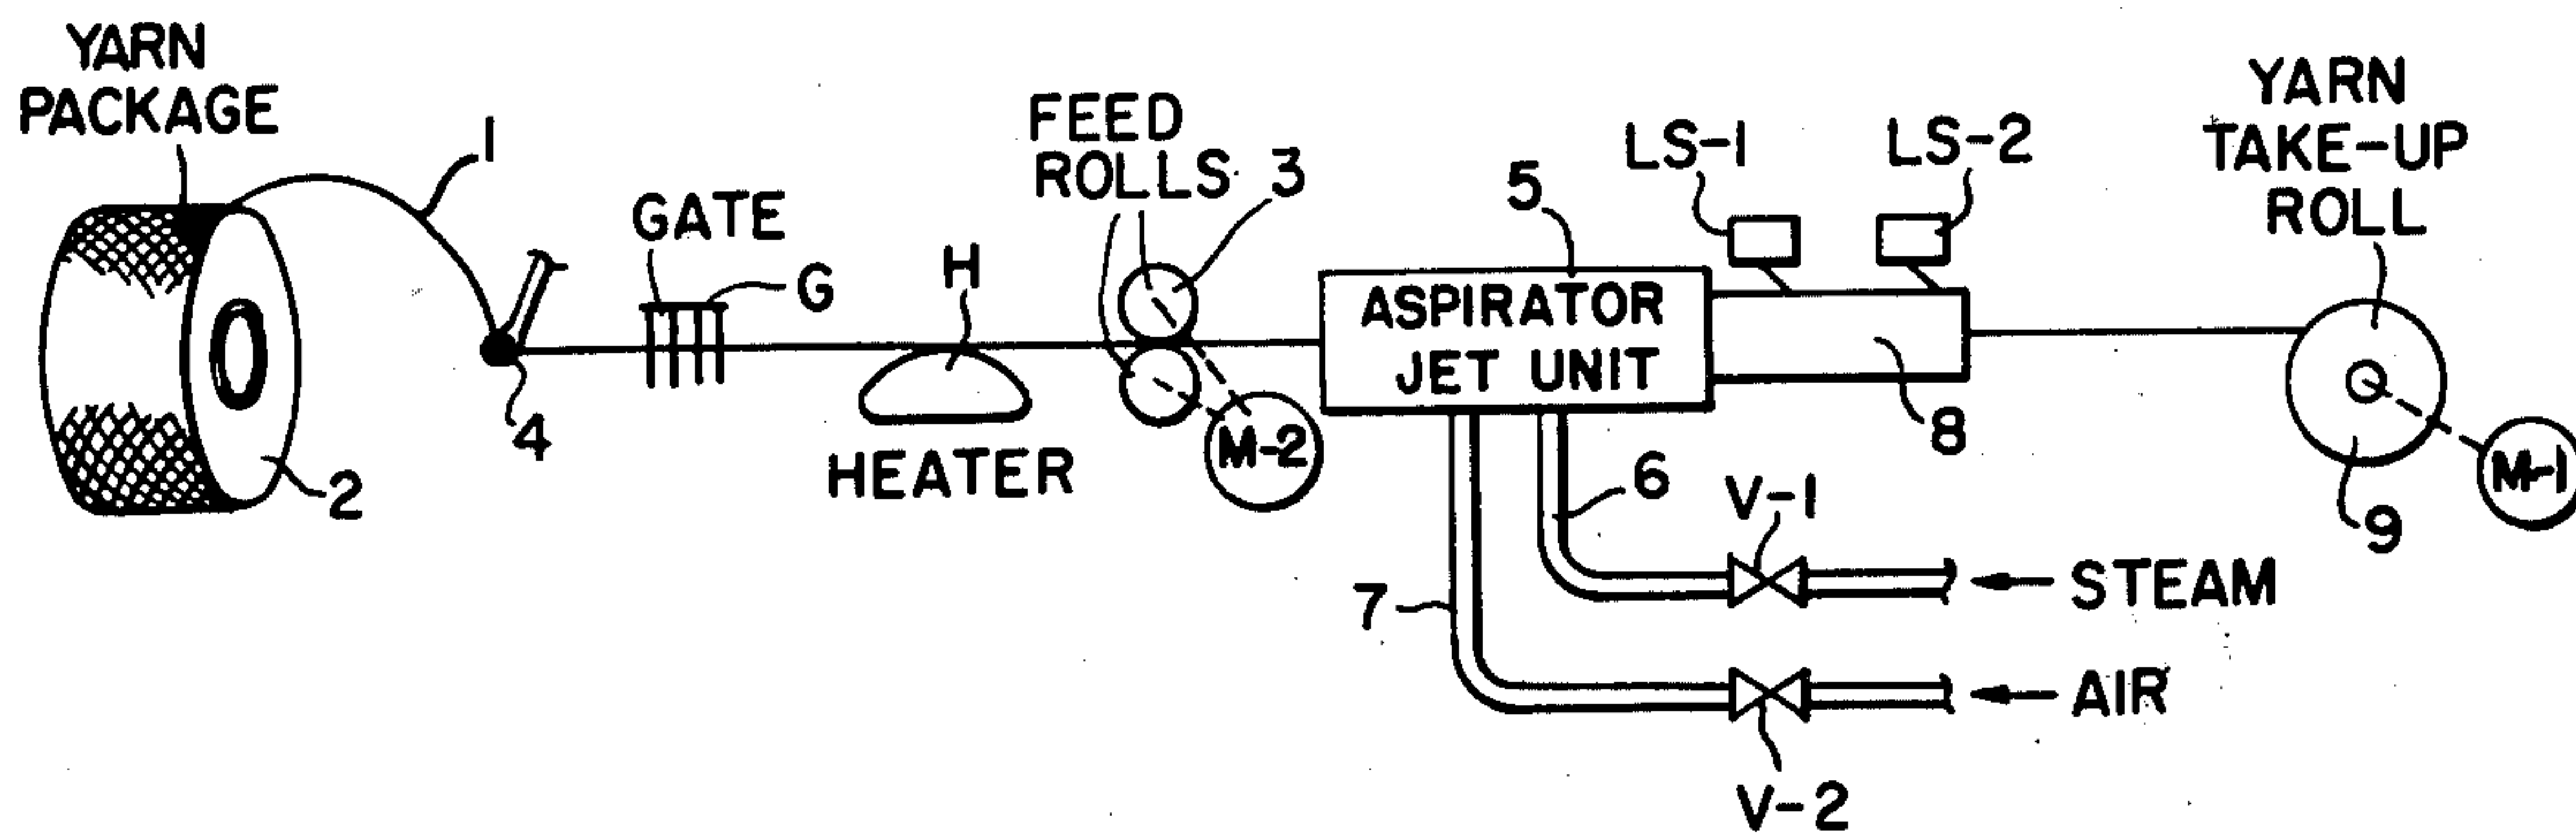 YARN
PACKAGE
1
2
4
GATE
G
H
HEATER
FEED
ROLLS
3
M-2
5
ASPIRATOR
JET UNIT
LS-1
LS-2
8
6
7
V-1
STEAM
V-2
AIR
YARN
TAKE-UP
ROLL
9
M-1